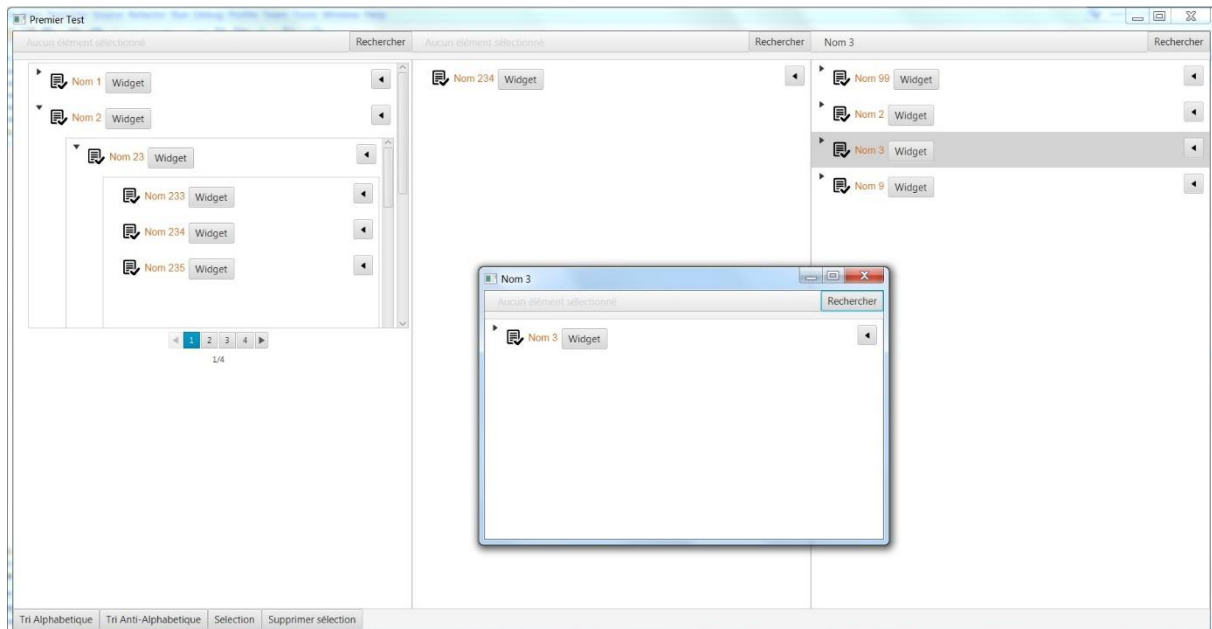 Premier Test
Aucun élément sélectionné Rechercher
Nom 1 Widget
Nom 2 Widget
Nom 23 Widget
Nom 233 Widget
Nom 234 Widget
Nom 235 Widget
1 2 3 4
1/4
Aucun élément sélectionné Rechercher
Nom 234 Widget
Nom 3 Rechercher
Nom 99 Widget
Nom 2 Widget
Nom 3 Widget
Nom 9 Widget
Nom 3
Aucun élément sélectionné Rechercher
Nom 3 Widget
Tri Alphabetique Tri Anti-Alphabetique Selection Supprimer sélection